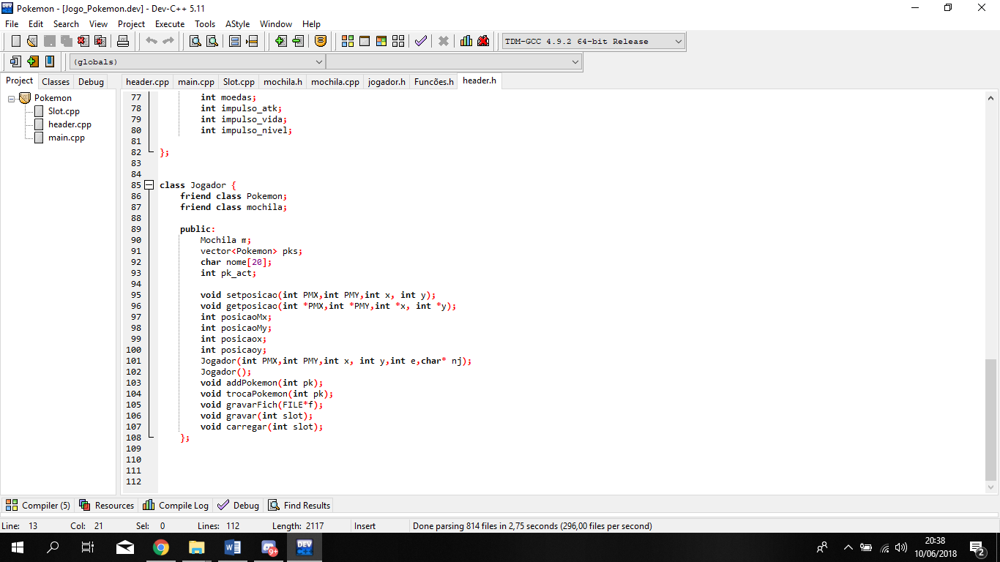 Pokemon - [Jogo_Pokemon.dev] - Dev-C++ 5.11
File Edit Search View Project Execute Tools AStyle Window Help
TDM-GCC 4.9.2 64-bit Release
(globals)
Project Classes Debug
header.cpp main.cpp Slot.cpp mochila.h mochila.cpp jogador.h Funcões.h header.h
Pokemon
Slot.cpp
header.cpp
main.cpp
77 int moedas;
78 int impulso_atk;
79 int impulso_vida;
80 int impulso_nivel;
81
82 };
83
84
85 class Jogador {
86 friend class Pokemon;
87 friend class mochila;
88
89 public:
90 Mochila m;
91 vector<Pokemon> pks;
92 char nome[20];
93 int pk_act;
94
95 void setposicao(int PMX,int PMY,int x, int y);
96 void getposicao(int *PMX,int *PMY,int *x, int *y);
97 int posicaoMx;
98 int posicaoMy;
99 int posicaox;
100 int posicaoy;
101 Jogador(int PMX,int PMY,int x, int y,int e,char* nj);
102 Jogador();
103 void addPokemon(int pk);
104 void trocaPokemon(int pk);
105 void gravarFich(FILE*f);
106 void gravar(int slot);
107 void carregar(int slot);
108 };
109
110
111
112
Compiler (5) Resources Compile Log Debug Find Results
Line: 13 Col: 21 Sel: 0 Lines: 112 Length: 2117 Insert Done parsing 814 files in 2,75 seconds (296,00 files per second)
W
9+
DEV
20:38
10/06/2018
2